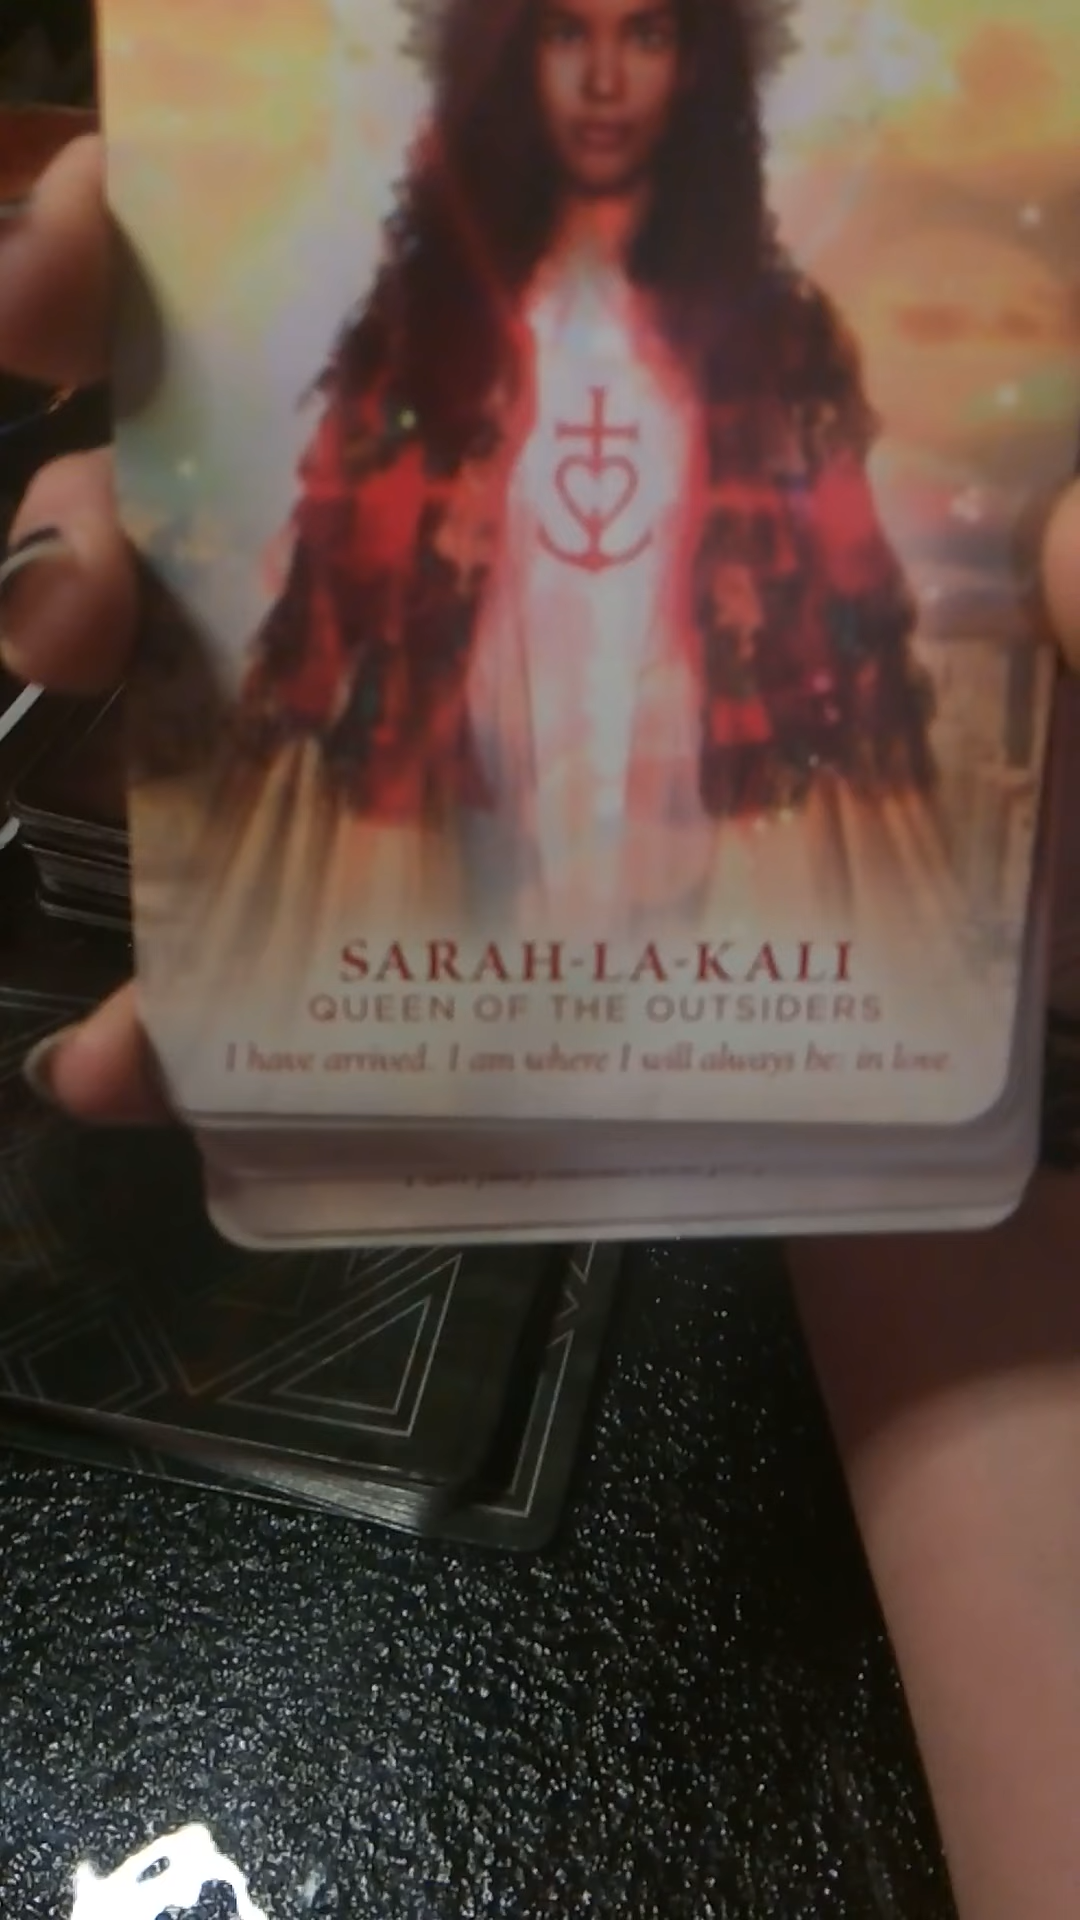 SARAH-LA-KALI
QUEEN OF THE OUTSIDERS
I have arrived. I am where I will always be: in love.